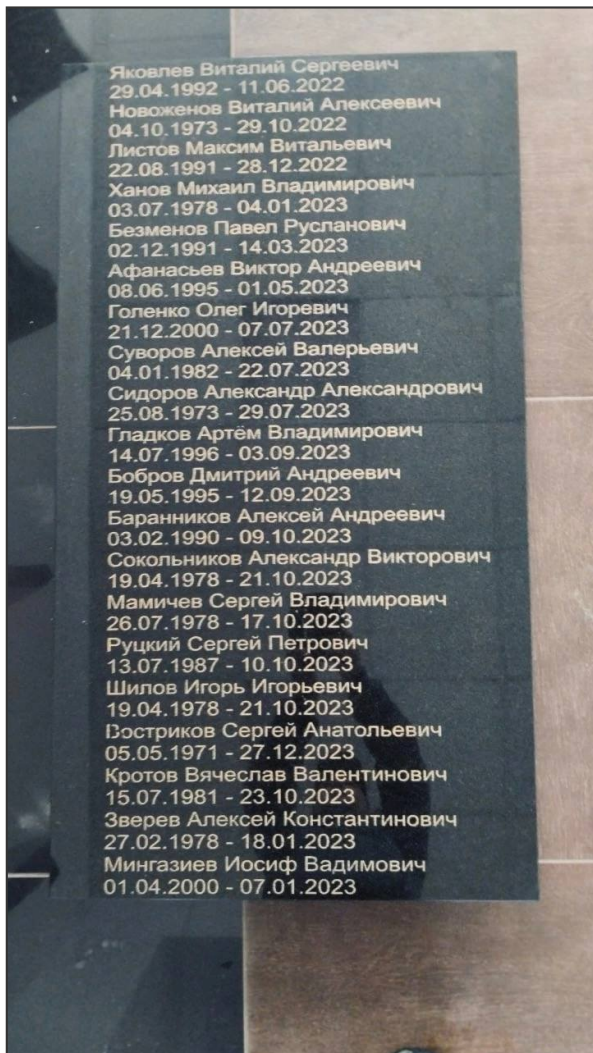 Яковлев Виталий Сергеевич
29.04.1992 - 11.06.2022
Новоженов Виталий Алексеевич
04.10.1973 - 29.10.2022
Листов Максим Витальевич
22.08.1991 - 28.12.2022
Ханов Михаил Владимирович
03.07.1978 - 04.01.2023
Безменов Павел Русланович
02.12.1991 - 14.03.2023
Афанасьев Виктор Андреевич
08.06.1995 - 01.05.2023
Голенко Олег Игоревич
21.12.2000 - 07.07.2023
Суворов Алексей Валерьевич
04.01.1982 - 22.07.2023
Сидоров Александр Александрович
25.08.1973 - 29.07.2023
Гладков Артём Владимирович
14.07.1996 - 03.09.2023
Бобров Дмитрий Андреевич
19.05.1995 - 12.09.2023
Баранников Алексей Андреевич
03.02.1990 - 09.10.2023
Сокольников Александр Викторович
19.04.1978 - 21.10.2023
Мамичев Сергей Владимирович
26.07.1978 - 17.10.2023
Руцкий Сергей Петрович
13.07.1987 - 10.10.2023
Шилов Игорь Игорьевич
19.04.1978 - 21.10.2023
Востриков Сергей Анатольевич
05.05.1971 - 27.12.2023
Кротов Вячеслав Валентинович
15.07.1981 - 23.10.2023
Зверев Алексей Константинович
27.02.1978 - 18.01.2023
Мингазиев Иосиф Вадимович
01.04.2000 - 07.01.2023